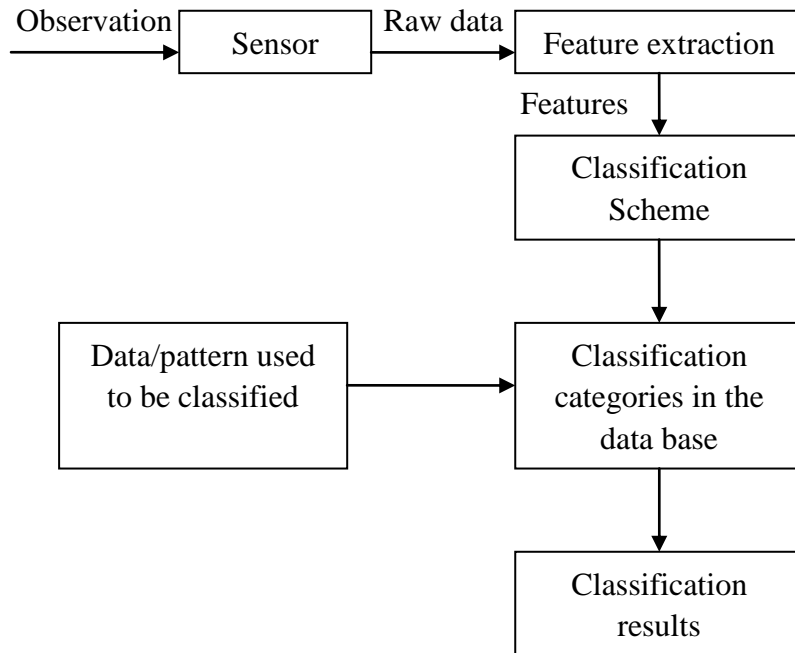 Observation
Sensor
Raw data
Feature extraction
Features
Classification
Scheme
Data/pattern used
to be classified
Classification
categories in the
data base
Classification
results